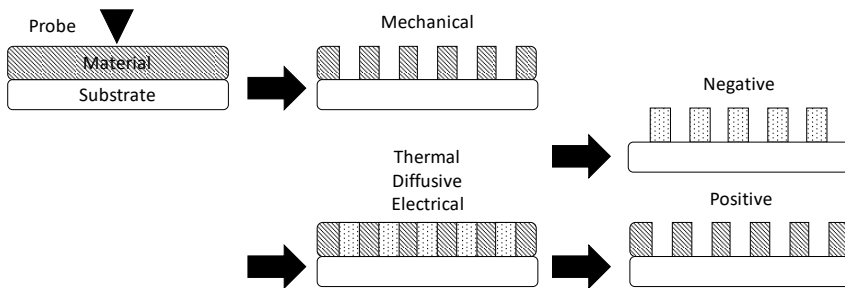 Probe
Material
Substrate
Mechanical
Thermal
Diffusive
Electrical
Negative
Positive